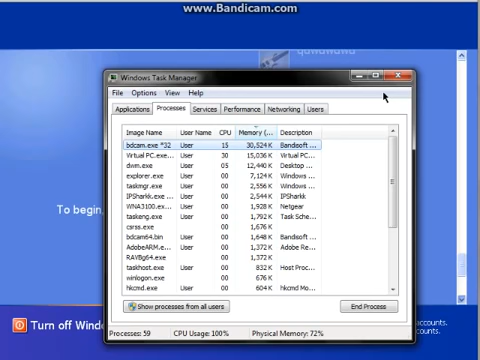 www.Bandicam.com
Windows Task Manager
File Options View Help
Applications Processes Services Performance Networking Users
Image Name User Name CPU Memory (... Description
bdcam.exe *32 User 15 30,524 K Bandisoft ...
Virtual PC.exe... User 30 15,036 K Virtual PC...
dwm.exe User 05 12,440 K Desktop ...
explorer.exe User 00 7,124 K Windows ...
taskmgr.exe User 00 2,556 K Windows ...
IPSharkk.exe... User 00 2,544 K IPSharkk ...
WNA3100.ex... User 00 1,928 K Netgear
taskeng.exe User 00 1,792 K Task Sche...
csrss.exe 00
bdcam64.bin User 00 1,648 K Bandisoft ...
AdobeARM.e... User 00 1,372 K Adobe Re...
RAVBg64.exe 00 1,372 K
taskhost.exe User 00 832 K Host Proc...
winlogon.exe 00 676 K
hkcmd.exe User 00 604 K hkcmd Mo...
Show processes from all users
End Process
Processes: 59 CPU Usage: 100% Physical Memory: 72%
To begin,
Turn off Windo
accounts.
counts.